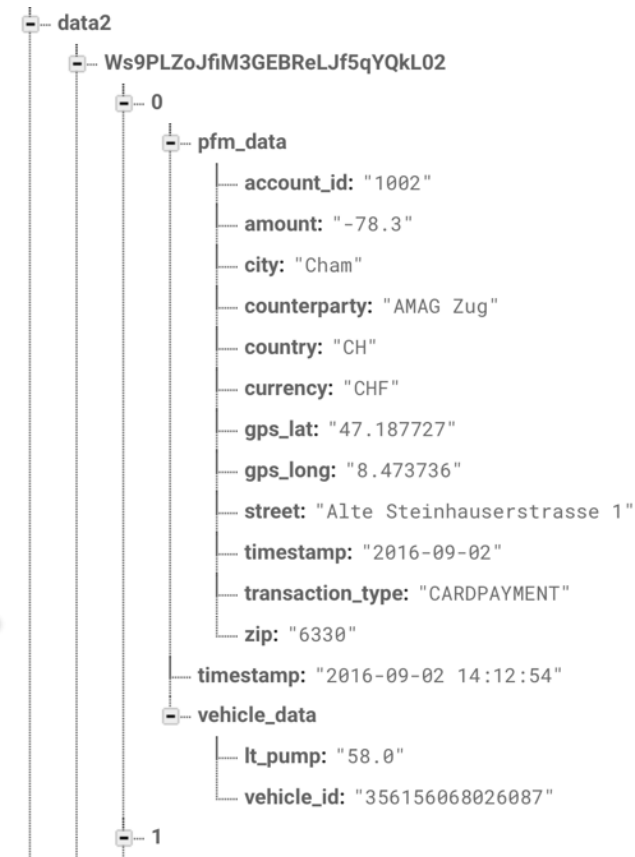 data2
Ws9PLZoJfiM3GEBReLJf5qYQkL02
0
pfm_data
account_id: "1002"
amount: "-78.3"
city: "Cham"
counterparty: "AMAG Zug"
country: "CH"
currency: "CHF"
gps_lat: "47.187727"
gps_long: "8.473736"
street: "Alte Steinhauserstrasse 1"
timestamp: "2016-09-02"
transaction_type: "CARDPAYMENT"
zip: "6330"
timestamp: "2016-09-02 14:12:54"
vehicle_data
lt_pump: "58.0"
vehicle_id: "356156068026087"
1